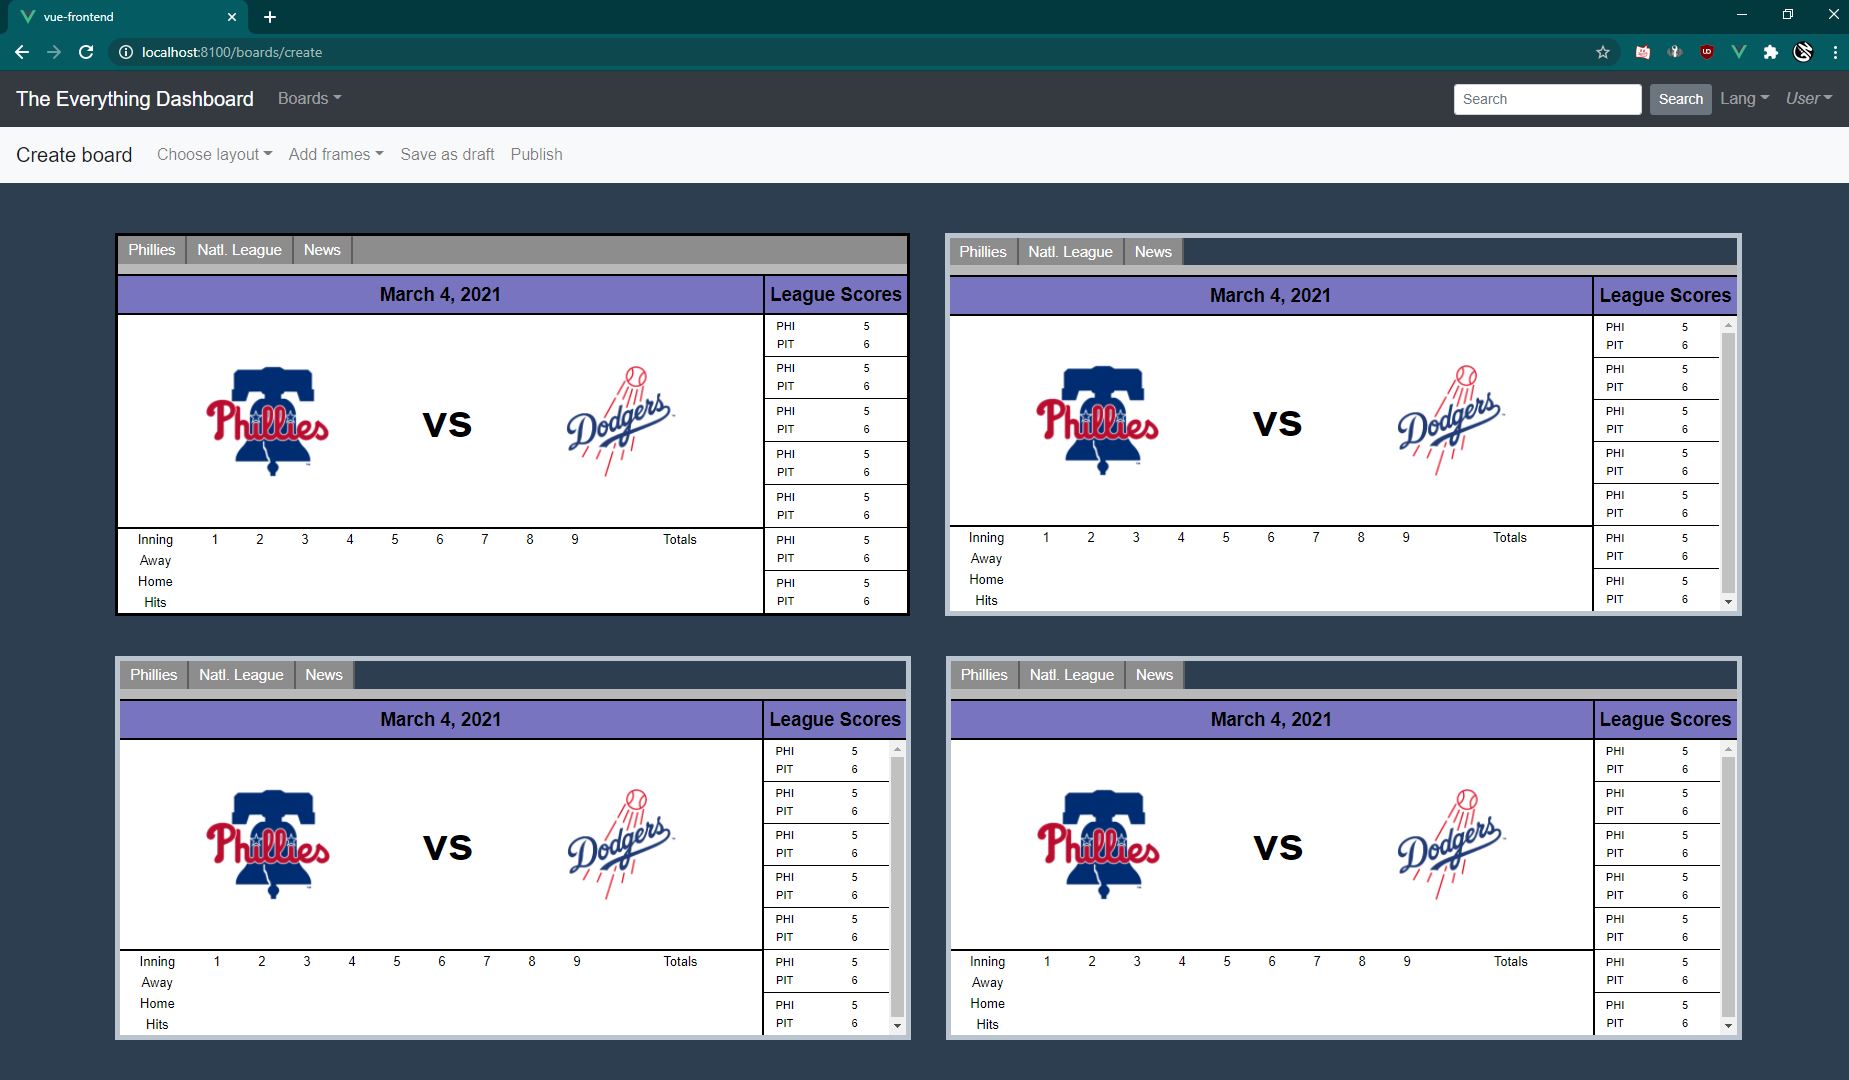 vue-frontend
localhost:8100/boards/create
The Everything Dashboard Boards Search Search Lang User
Create board Choose layout Add frames Save as draft Publish
Phillies Natl. League News
March 4, 2021 League Scores
PHI 5
PIT 6
PHI 5
PIT 6
PHI 5
PIT 6
PHI 5
PIT 6
PHI 5
PIT 6
PHI 5
PIT 6
PHI 5
PIT 6
Phillies vs Dodgers
Inning 1 2 3 4 5 6 7 8 9 Totals
Away
Home
Hits
Phillies Natl. League News
March 4, 2021 League Scores
PHI 5
PIT 6
PHI 5
PIT 6
PHI 5
PIT 6
PHI 5
PIT 6
PHI 5
PIT 6
PHI 5
PIT 6
PHI 5
PIT 6
Phillies vs Dodgers
Inning 1 2 3 4 5 6 7 8 9 Totals
Away
Home
Hits
Phillies Natl. League News
March 4, 2021 League Scores
PHI 5
PIT 6
PHI 5
PIT 6
PHI 5
PIT 6
PHI 5
PIT 6
PHI 5
PIT 6
PHI 5
PIT 6
PHI 5
PIT 6
Phillies vs Dodgers
Inning 1 2 3 4 5 6 7 8 9 Totals
Away
Home
Hits
Phillies Natl. League News
March 4, 2021 League Scores
PHI 5
PIT 6
PHI 5
PIT 6
PHI 5
PIT 6
PHI 5
PIT 6
PHI 5
PIT 6
PHI 5
PIT 6
PHI 5
PIT 6
Phillies vs Dodgers
Inning 1 2 3 4 5 6 7 8 9 Totals
Away
Home
Hits